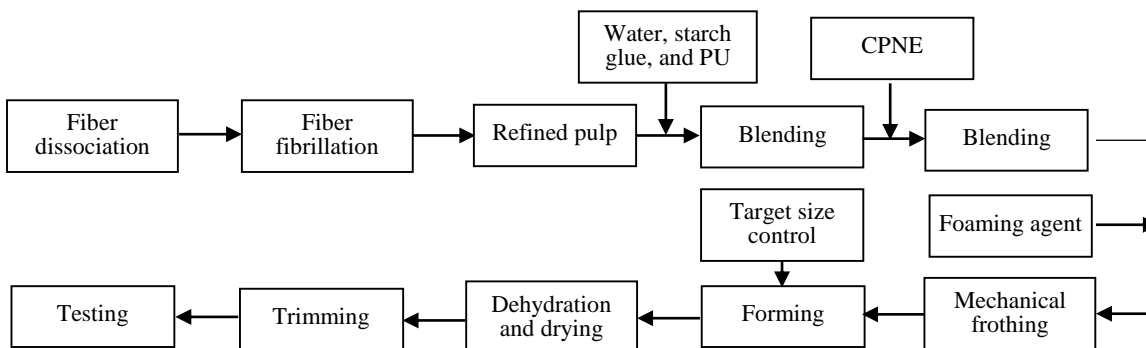 Water, starch
glue, and PU
CPNE
Fiber
dissociation
Fiber
fibrillation
Refined pulp
Blending
Blending
Target size
control
Foaming agent
Testing
Trimming
Dehydration
and drying
Forming
Mechanical
frothing